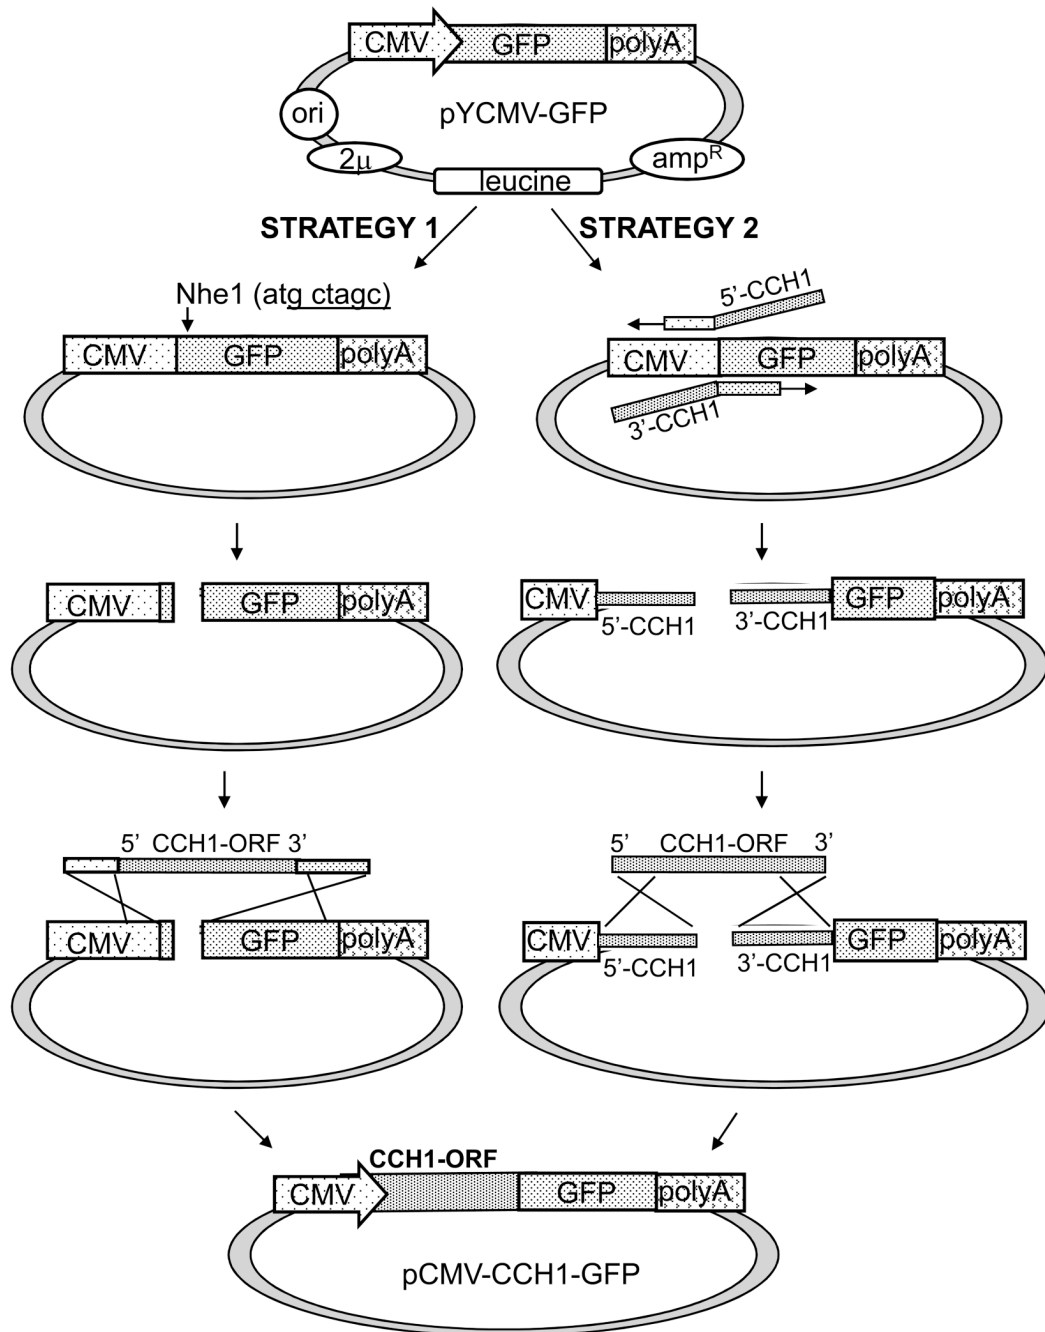 CMV GFP polyA
ori
pYCMV-GFP
2μ
leucine
amp^R
STRATEGY 1
STRATEGY 2
Nhe1 (atg ctagc)
CMV GFP polyA
5’-CCH1
CMV GFP polyA
3’-CCH1
CMV GFP polyA
CMV GFP polyA
5’-CCH1 3’-CCH1
5’ CCH1-ORF 3’
CMV GFP polyA
5’ CCH1-ORF 3’
CMV GFP polyA
5’-CCH1 3’-CCH1
CCH1-ORF
CMV GFP polyA
pCMV-CCH1-GFP